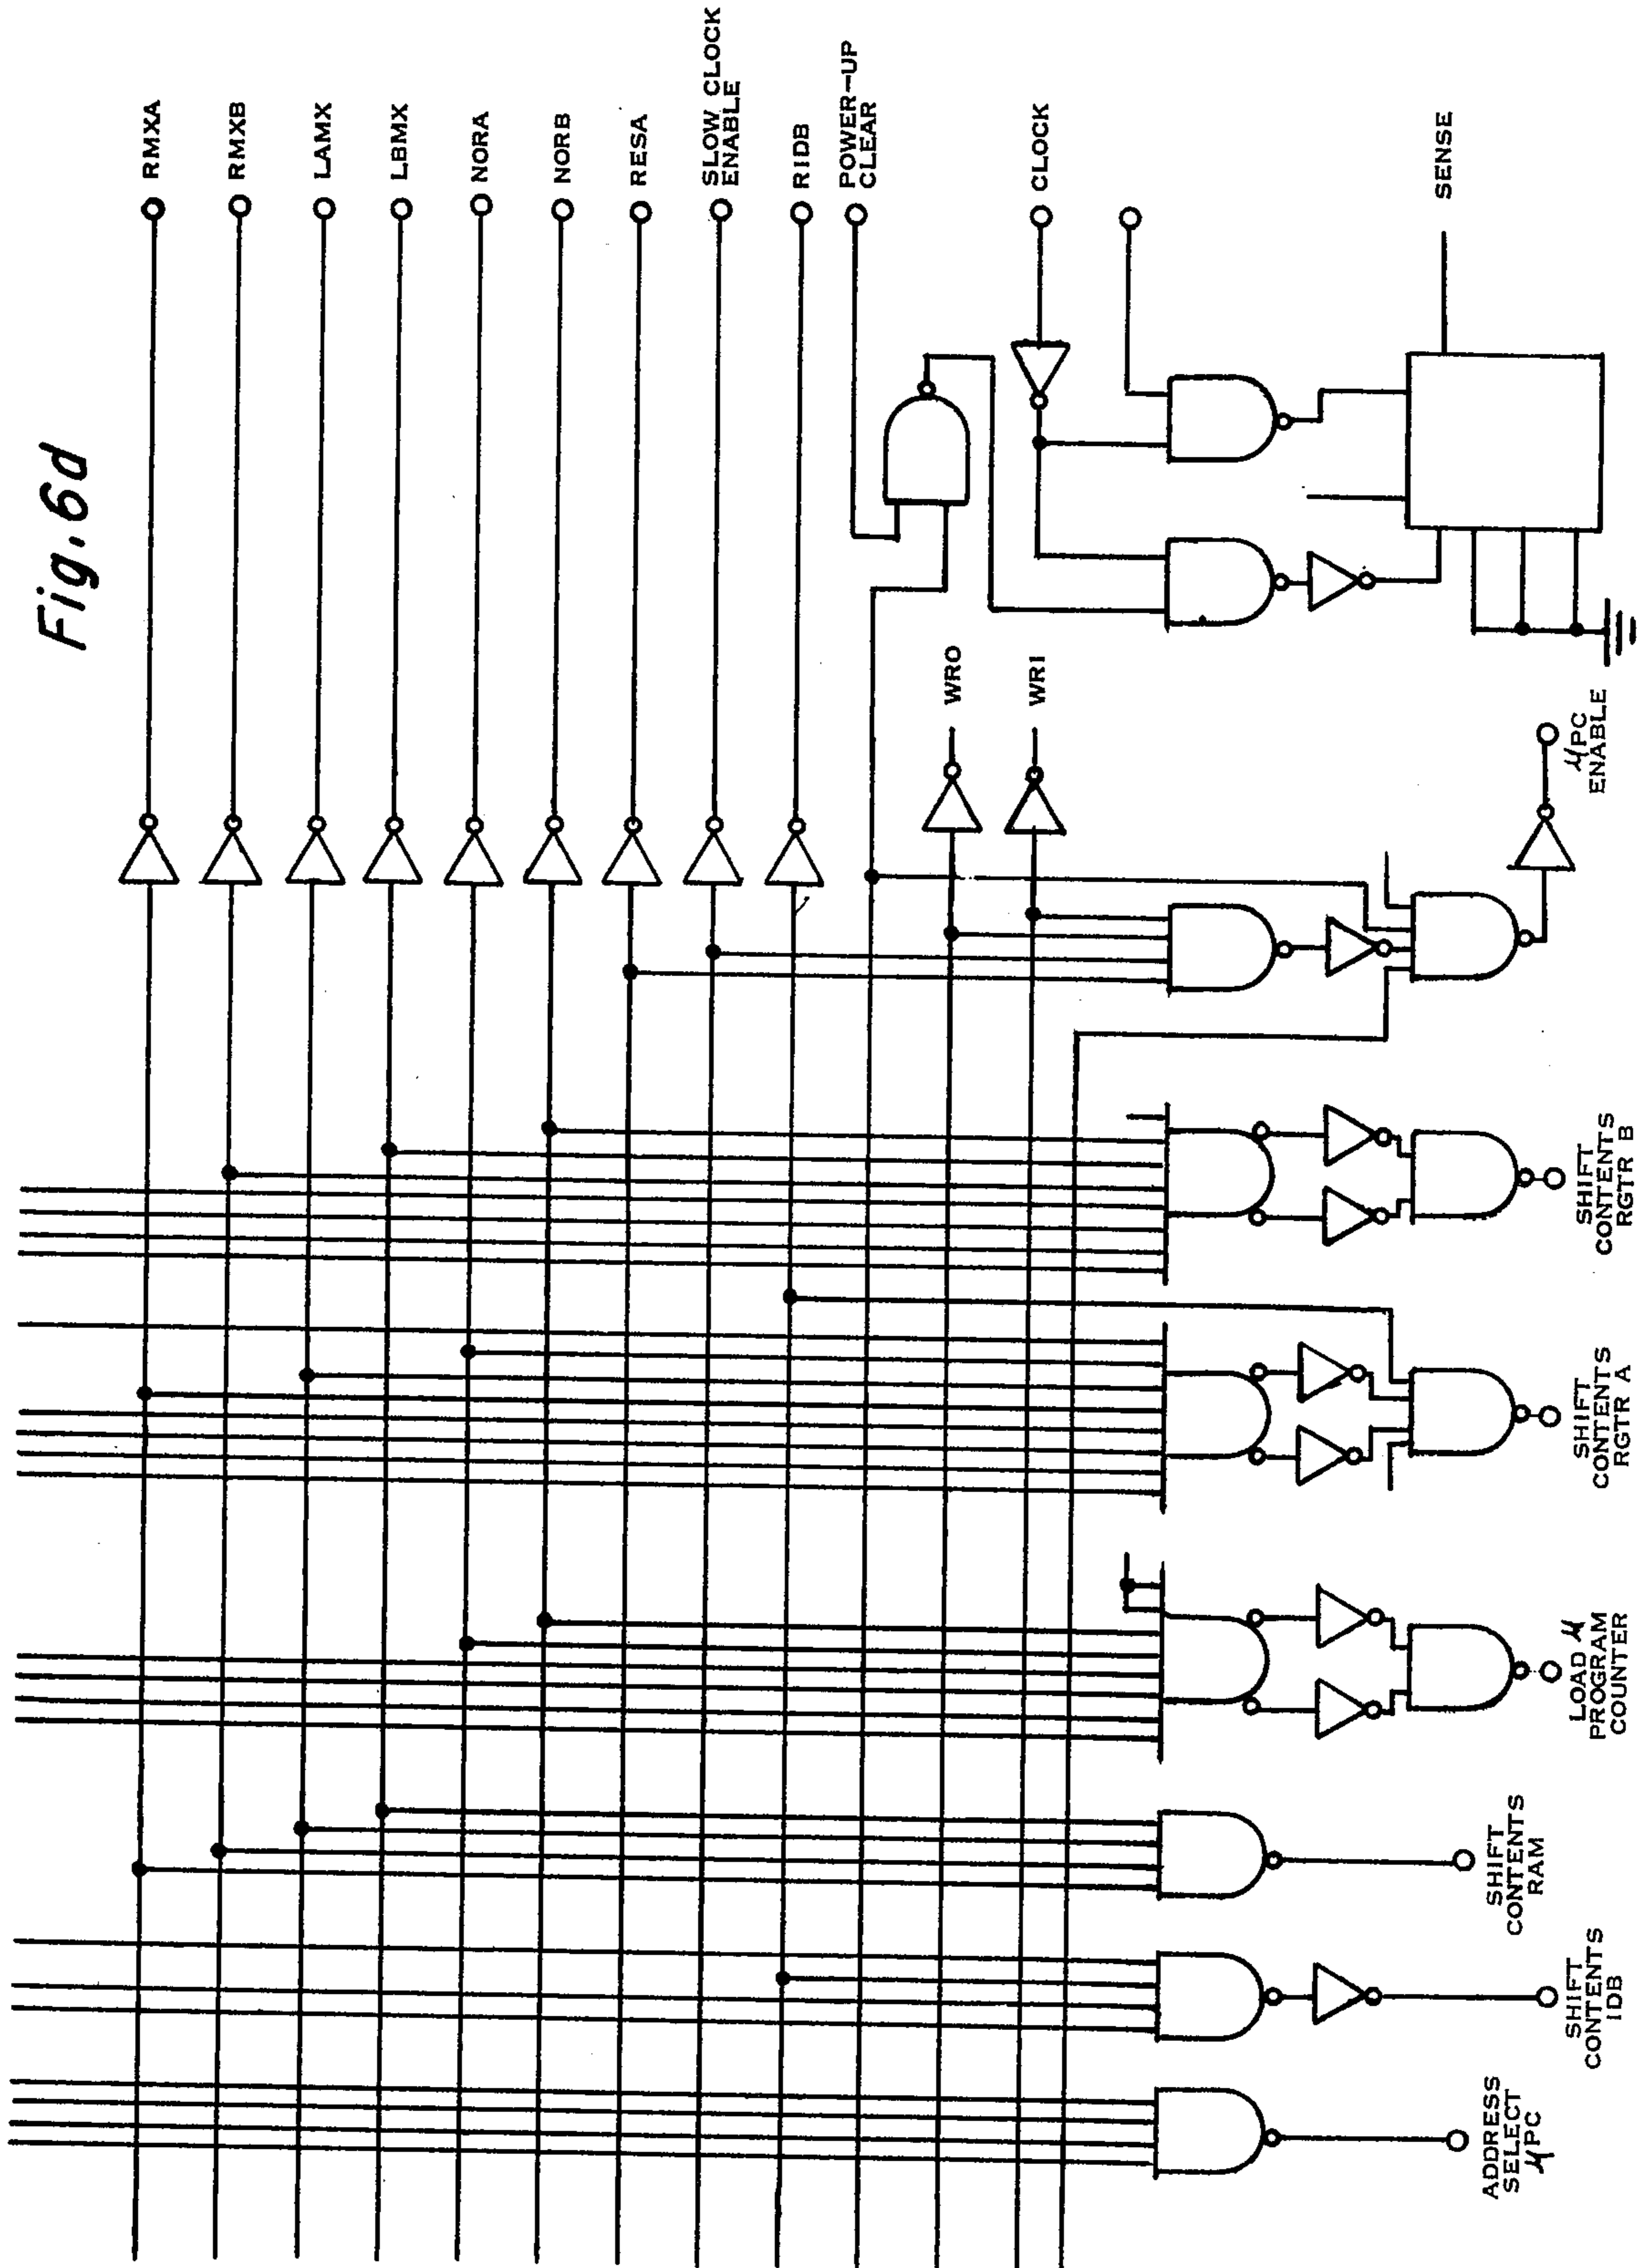 Fig. 6d
RMXA
RMXB
LAMX
LBMX
NORA
NORB
RESA
SLOW CLOCK
ENABLE
RIDB
POWER-UP
CLEAR
CLOCK
SENSE
WRO
WRI
μPC
ENABLE
SHIFT
CONTENTS
RGTR B
SHIFT
CONTENTS
RGTR A
LOAD μ
PROGRAM
COUNTER
SHIFT
CONTENTS
RAM
SHIFT
CONTENTS
IDB
ADDRESS
SELECT
μPC